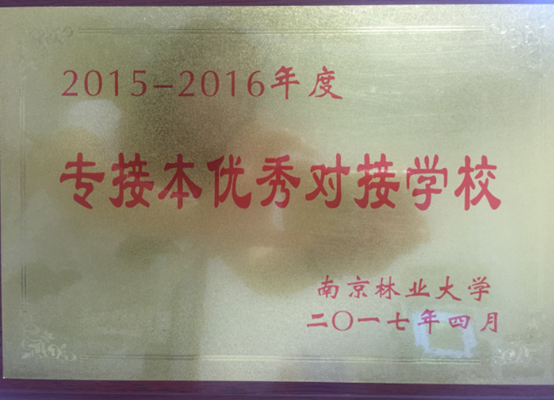 2015-2016年度
专接本优秀对接学校
南京林业大学
二〇一七年四月